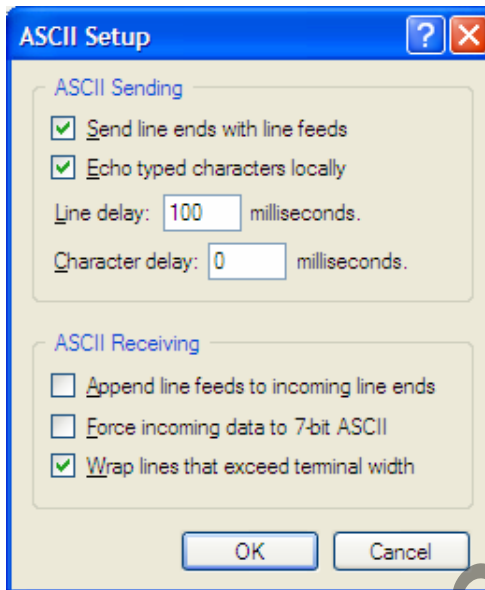 ASCII Setup
ASCII Sending
Send line ends with line feeds
Echo typed characters locally
Line delay: 100 milliseconds.
Character delay: 0 milliseconds.
ASCII Receiving
Append line feeds to incoming line ends
Force incoming data to 7-bit ASCII
Wrap lines that exceed terminal width
OK Cancel